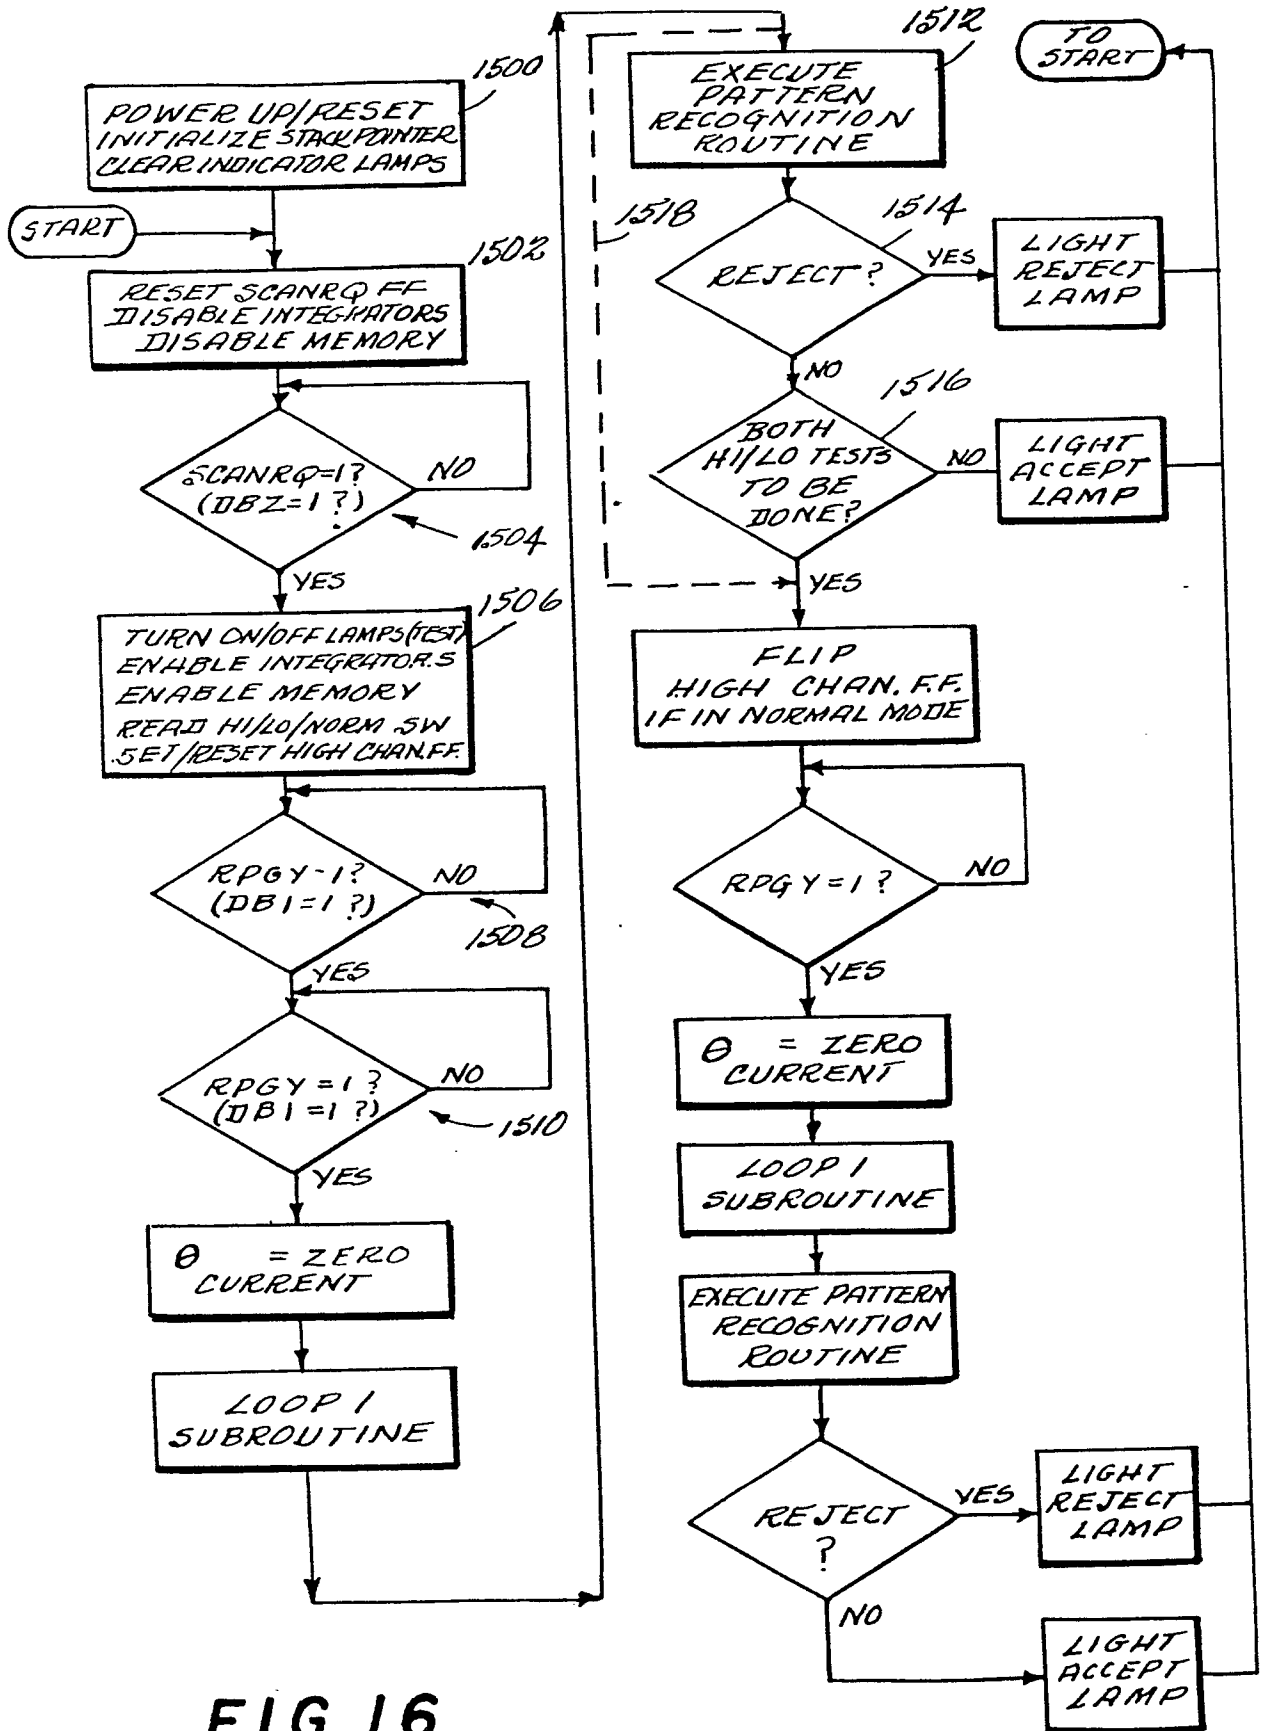 1500
POWER UP/RESET
INITIALIZE STACK POINTER
CLEAR INDICATOR LAMPS
START
1502
RESET SCANRQ FF
DISABLE INTEGRATORS
DISABLE MEMORY
SCANRQ=1?
(DBZ=1?)
NO
1504
YES
1506
TURN ON/OFF LAMPS (TEST)
ENABLE INTEGRATORS
ENABLE MEMORY
READ HI/LO/NORM SW
SET/RESET HIGH CHAN.FF.
RPGY-1?
(DB1=1?)
NO
1508
YES
RPGY=1?
(DB1=1?)
NO
1510
YES
θ = ZERO
CURRENT
LOOP 1
SUBROUTINE
1512
EXECUTE
PATTERN
RECOGNITION
ROUTINE
TO
START
1518
1514
REJECT?
YES
LIGHT
REJECT
LAMP
NO
1516
BOTH
HI/LO TESTS
TO BE
DONE?
NO
LIGHT
ACCEPT
LAMP
YES
FLIP
HIGH CHAN. F.F.
IF IN NORMAL MODE
RPGY=1?
NO
YES
θ = ZERO
CURRENT
LOOP 1
SUBROUTINE
EXECUTE PATTERN
RECOGNITION
ROUTINE
REJECT
?
YES
LIGHT
REJECT
LAMP
NO
LIGHT
ACCEPT
LAMP
FIG 16